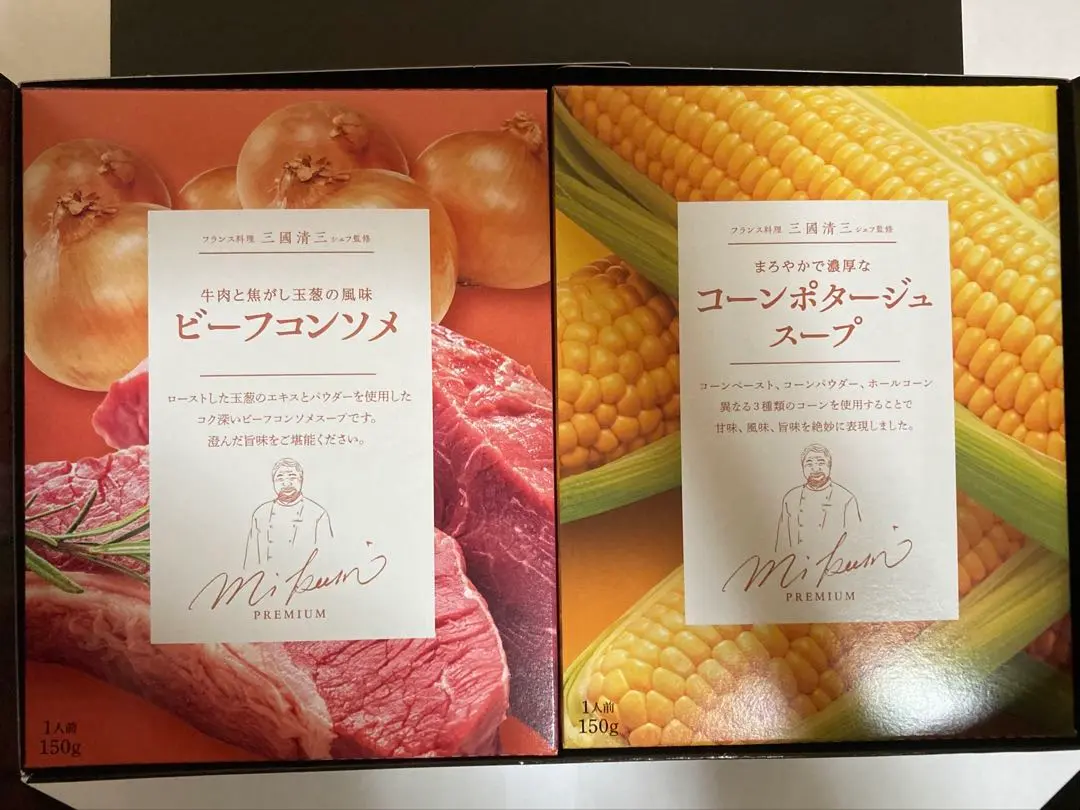 フランス料理 三國清三 シェフ監修
牛肉と焦がし玉葱の風味
ビーフコンソメ
ローストした玉葱のエキスとパウダーを使用した
コク深いビーフコンソメスープです。
澄んだ旨味をご堪能ください。
Mikuni
PREMIUM
1人前
150g
フランス料理 三國清三 シェフ監修
まろやかで濃厚な
コーンポタージュ
スープ
コーンペースト、コーンパウダー、ホールコーン
異なる3種類のコーンを使用することで
甘味、風味、旨味を絶妙に表現しました。
Mikuni
PREMIUM
1人前
150g